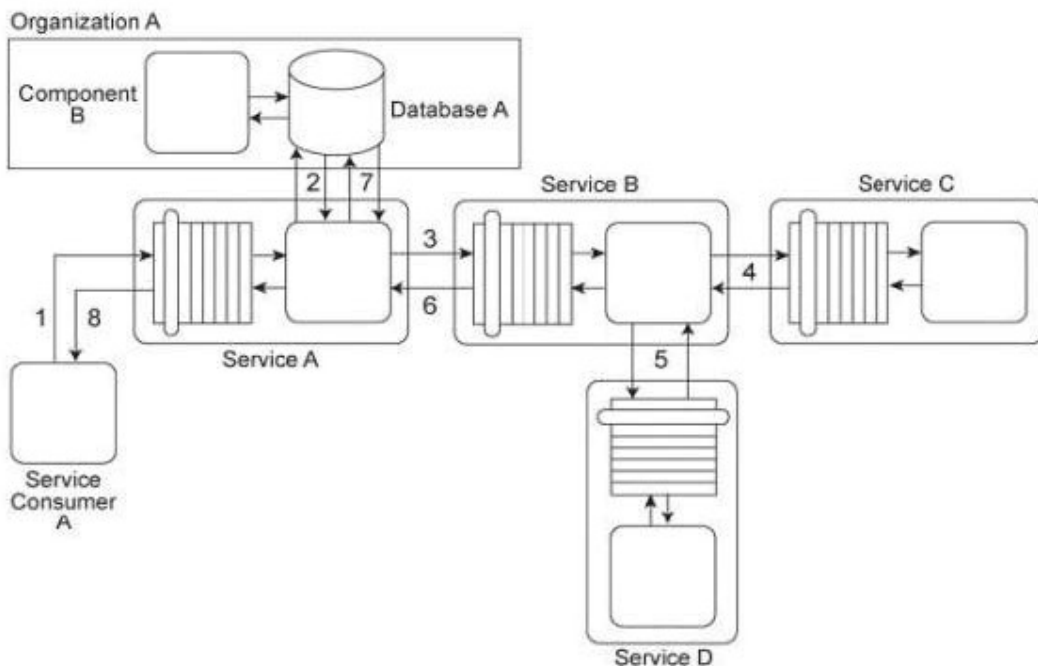 Organization A
Component
B
Database A
2
7
Service B
Service C
3
4
6
1
8
Service A
5
Service
Consumer
A
Service D